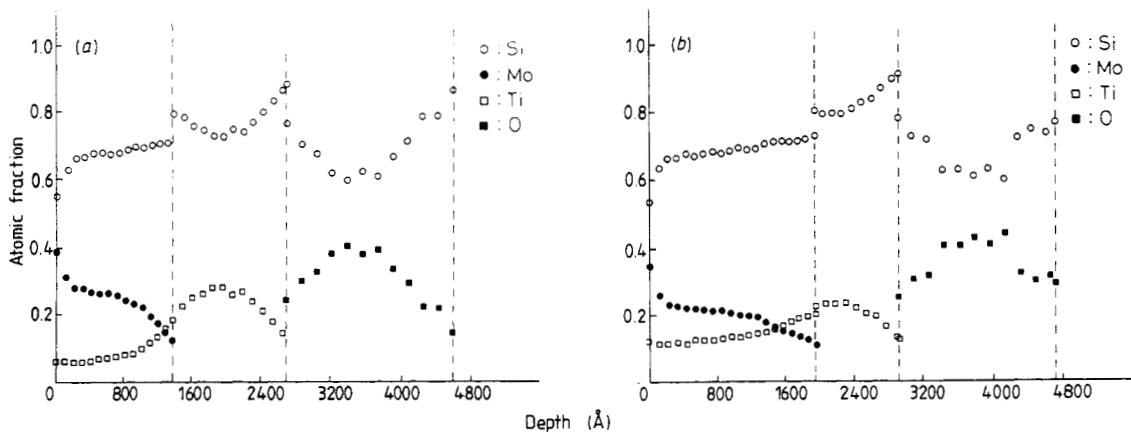 (a)
○ : Si
● : Mo
□ : Ti
■ : O
1.0
0.8
0.6
0.4
0.2
Atomic fraction
0 800 1600 2400 3200 4000 4800
(b)
○ : Si
● : Mo
□ : Ti
■ : O
1.0
0.8
0.6
0.4
0.2
0 800 1600 2400 3200 4000 4800
Depth (Å)